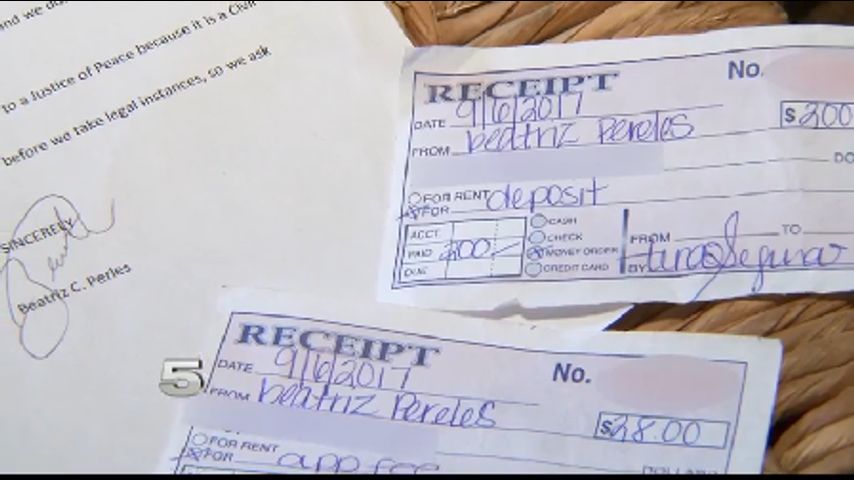 and we do
to a Justice of Peace because it is a Civil
before we take legal instances, so we ask
SINCERELY
Beatriz C. Perles
RECEIPT No.
DATE 9/6/2017
FROM beatriz Pereles $200
DO
FOR RENT
FOR deposit
ACCT.
PAID 200
DUE
CASH
CHECK
MONEY ORDER
CREDIT CARD
FROM TO
BY tina Segura
RECEIPT
DATE 9/6/2017 No.
FROM beatriz Pereles $28.00
FOR RENT
FOR app fee
DOLLARS
5